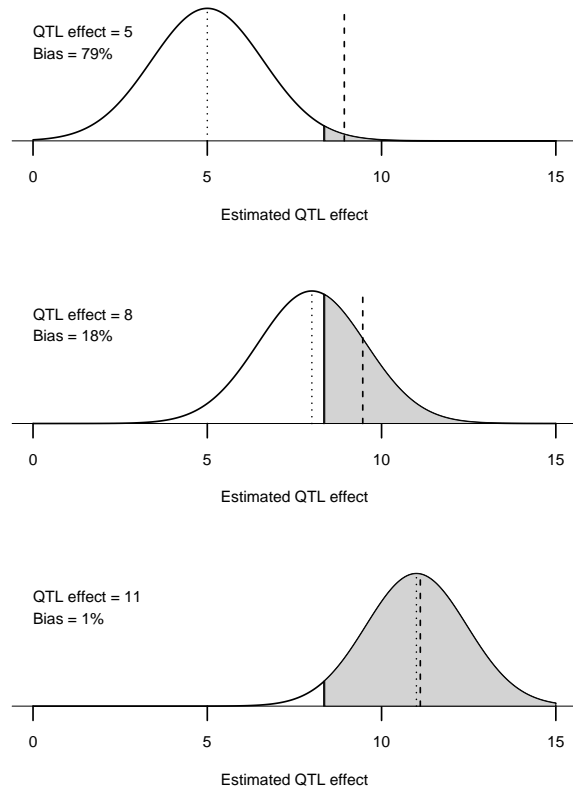 QTL effect = 5
Bias = 79%
0 5 10 15
Estimated QTL effect
QTL effect = 8
Bias = 18%
0 5 10 15
Estimated QTL effect
QTL effect = 11
Bias = 1%
0 5 10 15
Estimated QTL effect